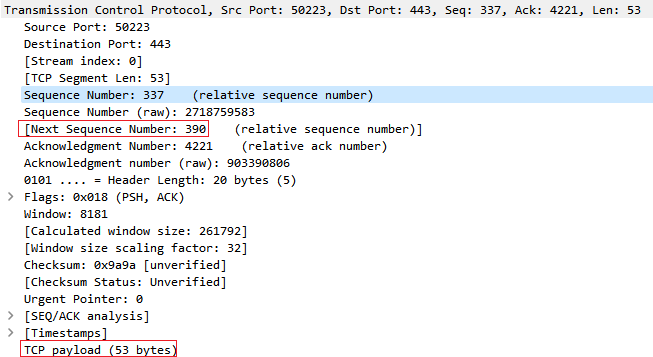 Transmission Control Protocol, Src Port: 50223, Dst Port: 443, Seq: 337, Ack: 4221, Len: 53
Source Port: 50223
Destination Port: 443
[Stream index: 0]
[TCP Segment Len: 53]
Sequence Number: 337    (relative sequence number)
Sequence Number (raw): 2718759583
[Next Sequence Number: 390    (relative sequence number)]
Acknowledgment Number: 4221    (relative ack number)
Acknowledgment number (raw): 903390806
0101 .... = Header Length: 20 bytes (5)
Flags: 0x018 (PSH, ACK)
Window: 8181
[Calculated window size: 261792]
[Window size scaling factor: 32]
Checksum: 0x9a9a [unverified]
[Checksum Status: Unverified]
Urgent Pointer: 0
[SEQ/ACK analysis]
[Timestamps]
TCP payload (53 bytes)